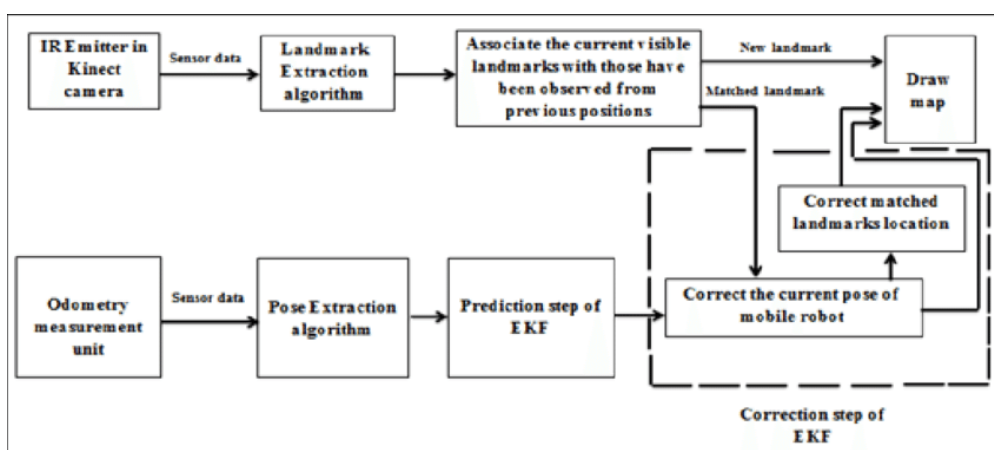 IR Emitter in
Kinect
camera
Sensor data
Landmark
Extraction
algorithm
Associate the current visible
landmarks with those have
been observed from
previous positions
New landmark
Matched landmark
Draw
map
Correct matched
landmarks location
Odometry
measurement
unit
Sensor data
Pose Extraction
algorithm
Prediction step of
EKF
Correct the current pose of
mobile robot
Correction step of
EKF